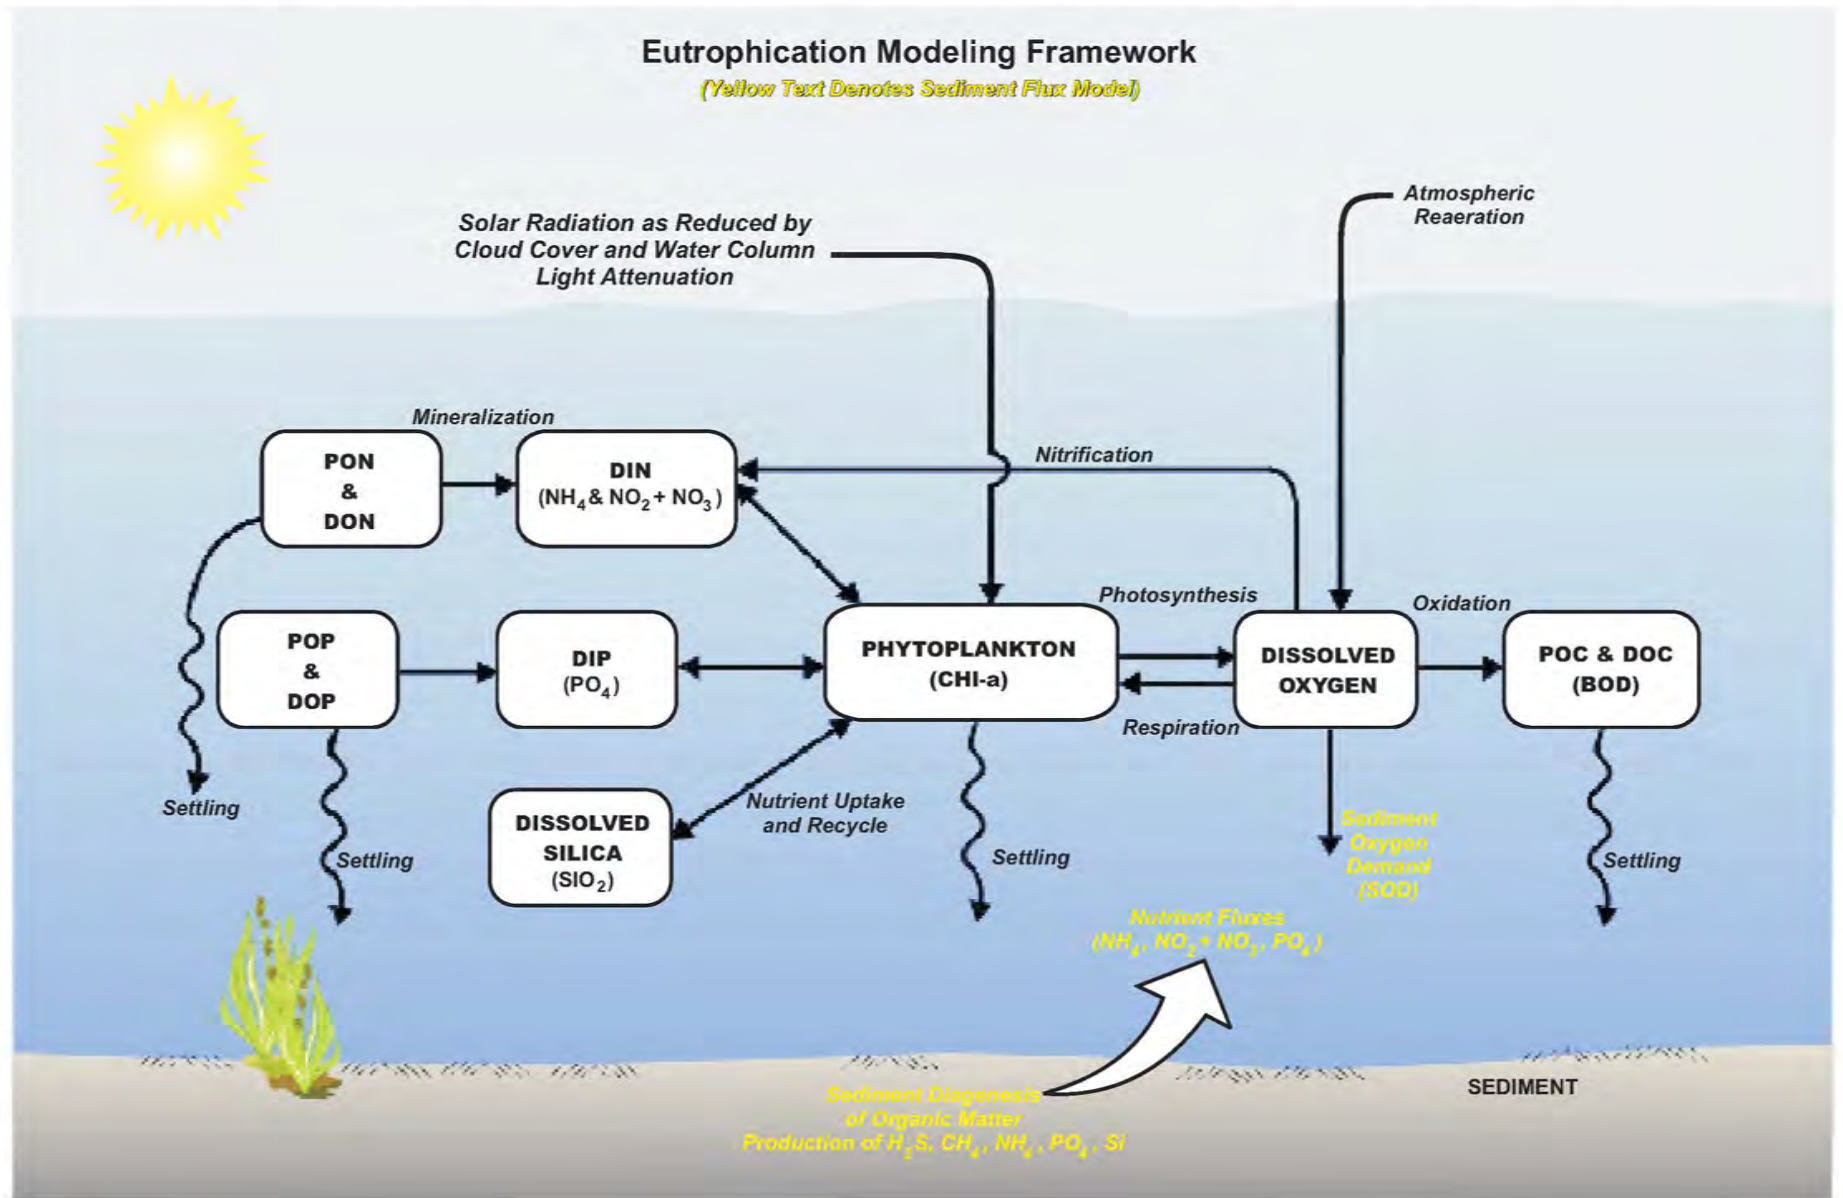 Eutrophication Modeling Framework
(Yellow Text Denotes Sediment Flux Model)
Atmospheric
Reaeration
Solar Radiation as Reduced by
Cloud Cover and Water Column
Light Attenuation
Mineralization
PON
&
DON
DIN
(NH4 & NO2 + NO3)
Nitrification
POP
&
DOP
DIP
(PO4)
PHYTOPLANKTON
(CHI-a)
Photosynthesis
Respiration
DISSOLVED
OXYGEN
Oxidation
POC & DOC
(BOD)
Settling
Settling
DISSOLVED
SILICA
(SIO2)
Nutrient Uptake
and Recycle
Settling
Sediment
Oxygen
Demand
(SOD)
Settling
Nutrient Fluxes
(NH4, NO2 + NO3, PO4)
SEDIMENT
Sediment Diagenesis
of Organic Matter
Production of H2S, CH4, NH4, PO4, Si